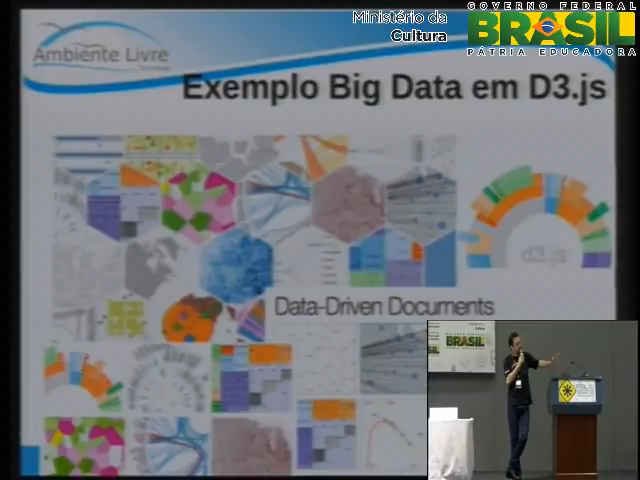 Ministério da
Cultura
GOVERNO FEDERAL
BRASIL
PÁTRIA EDUCADORA
Ambiente Livre
Exemplo Big Data em D3.js
d3.js
Data-Driven Documents
Cultura
BRASIL